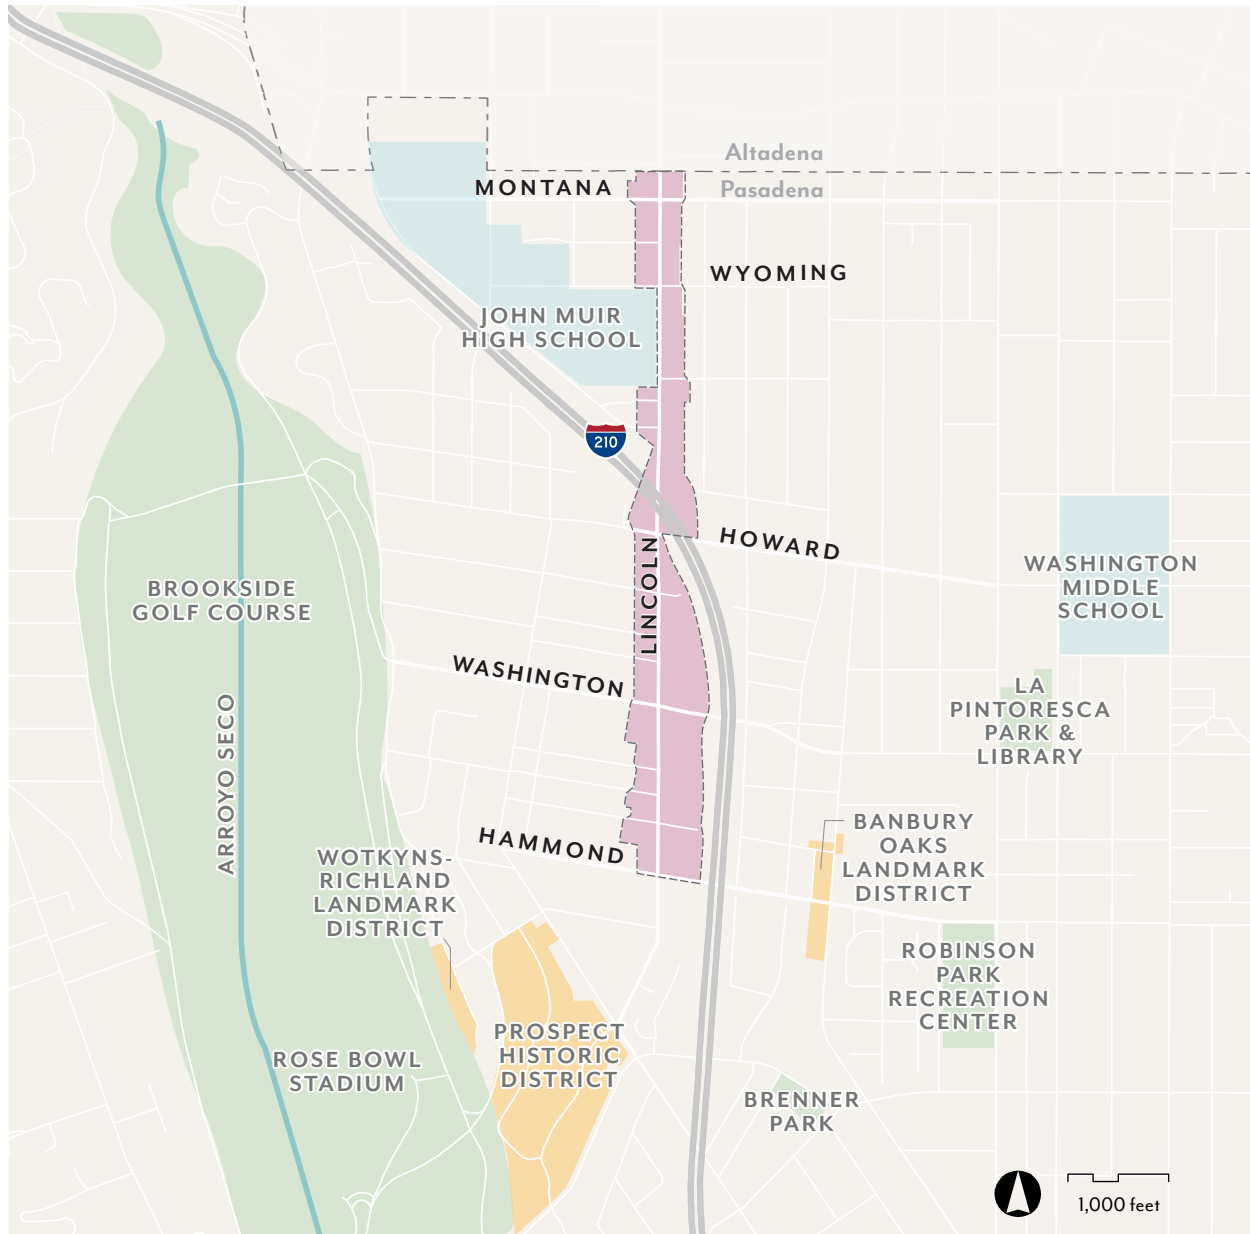 Altadena
MONTANA
Pasadena
WYOMING
JOHN MUIR
HIGH SCHOOL
210
HOWARD
LINCOLN
WASHINGTON
MIDDLE
SCHOOL
BROOKSIDE
GOLF COURSE
WASHINGTON
LA
PINTORESCA
PARK &
LIBRARY
ARROYO SECO
HAMMOND
BANBURY
OAKS
LANDMARK
DISTRICT
WOTKYNS-
RICHLAND
LANDMARK
DISTRICT
ROBINSON
PARK
RECREATION
CENTER
PROSPECT
HISTORIC
DISTRICT
ROSE BOWL
STADIUM
BRENNER
PARK
1,000 feet